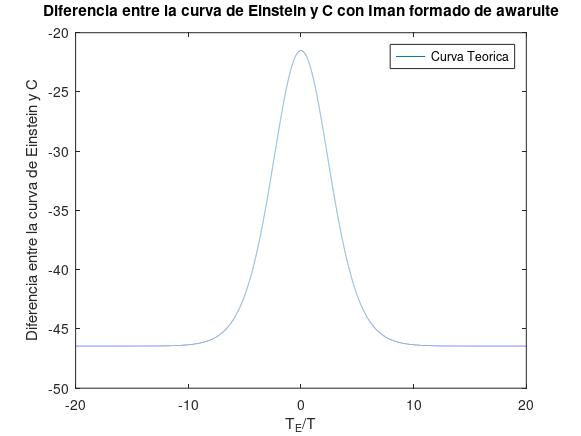 Diferencia entre la curva de Einstein y C con Iman formado de awaruite
Curva Teorica
Diferencia entre la curva de Einstein y C
-20
-25
-30
-35
-40
-45
-50
-20 -10 0 10 20
T_E/T